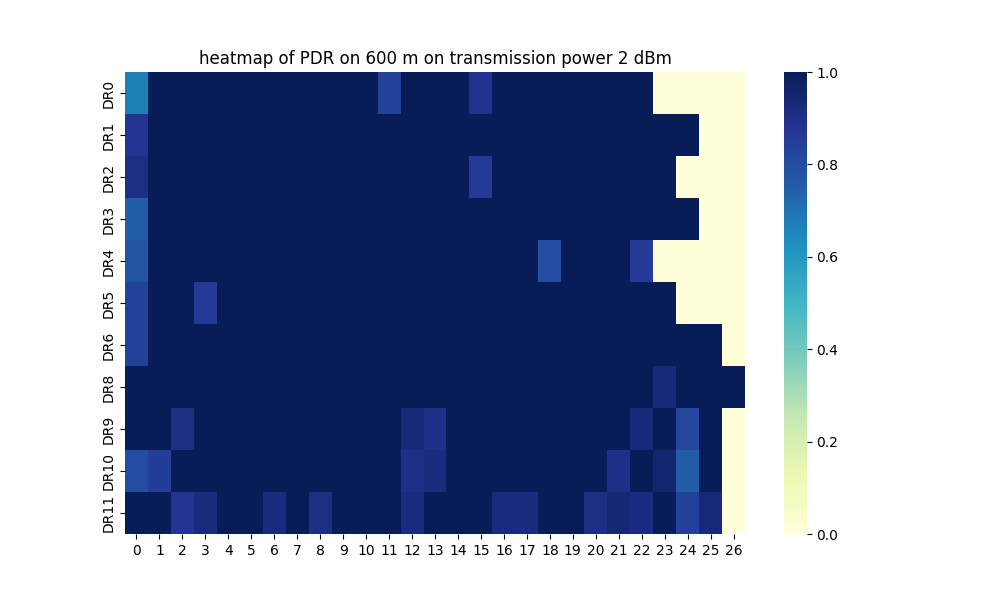 heatmap of PDR on 600 m on transmission power 2 dBm
DR0
DR1
DR2
DR3
DR4
DR5
DR6
DR8
DR9
DR10
DR11
0 1 2 3 4 5 6 7 8 9 10 11 12 13 14 15 16 17 18 19 20 21 22 23 24 25 26
1.0
0.8
0.6
0.4
0.2
0.0